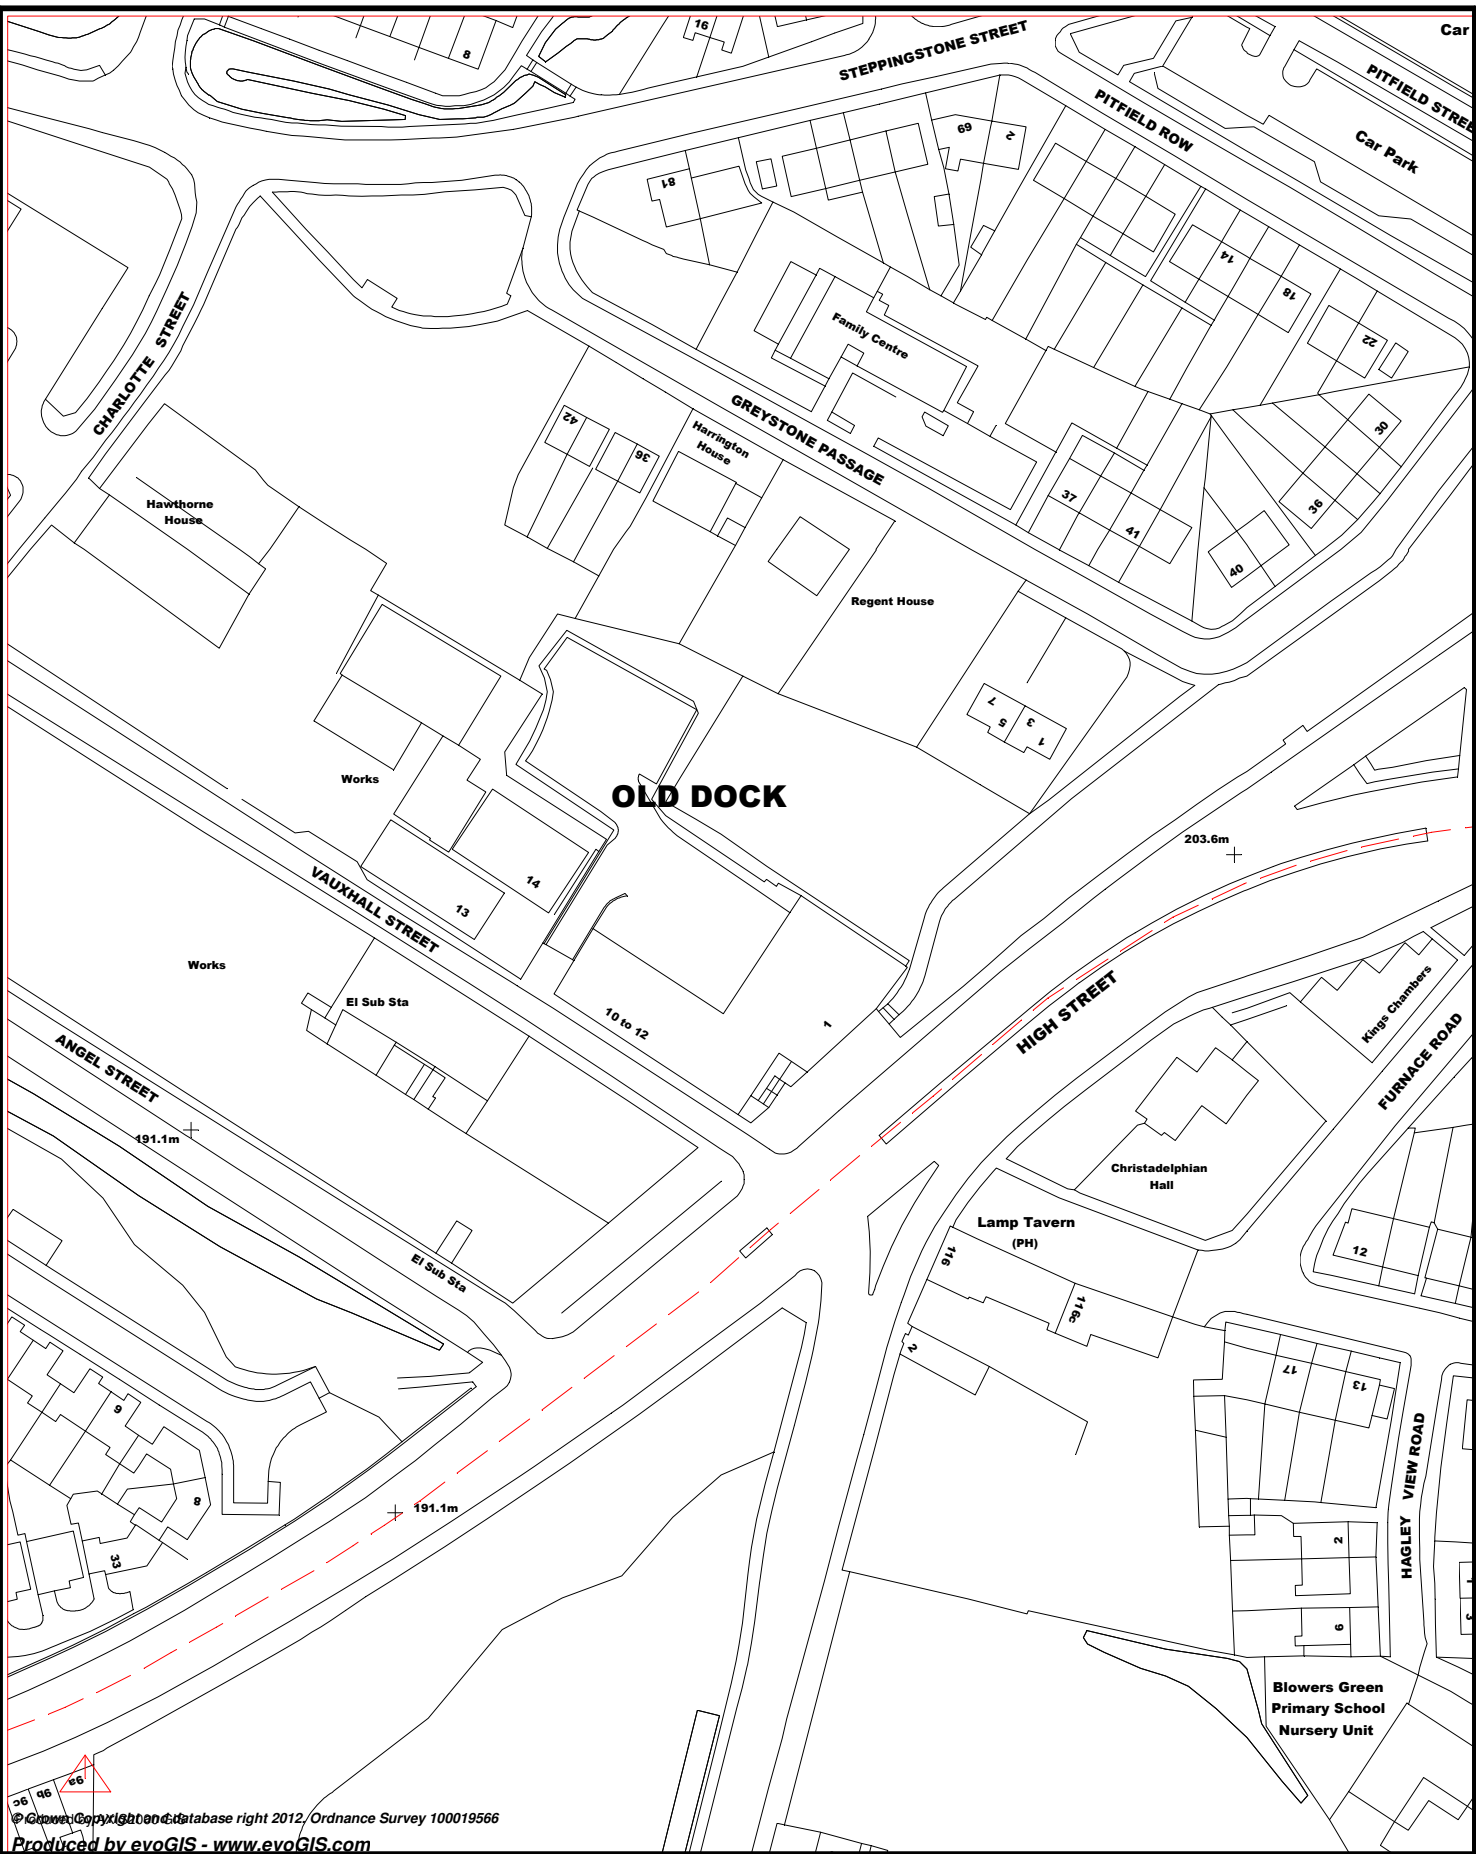 16
8
STEPPINGSTONE STREET
Car
PITFIELD STREE
PITFIELD ROW
Car Park
69
2
81
14
18
22
CHARLOTTE STREET
Family Centre
GREYSTONE PASSAGE
42
36
Harrington
House
30
36
40
37
41
Hawthorne
House
Regent House
7
5
3
1
Works
OLD DOCK
203.6m
VAUXHALL STREET
14
13
Works
El Sub Sta
10 to 12
1
HIGH STREET
Kings Chambers
FURNACE ROAD
ANGEL STREET
191.1m
Christadelphian
Hall
Lamp Tavern
(PH)
116
116c
2
12
El Sub Sta
17
13
HAGLEY VIEW ROAD
9
8
33
191.1m
2
6
3
Blowers Green
Primary School
Nursery Unit
9a
9b
9c
© Crown Copyright and database right 2012. Ordnance Survey 100019566
Produced by evoGIS - www.evoGIS.com